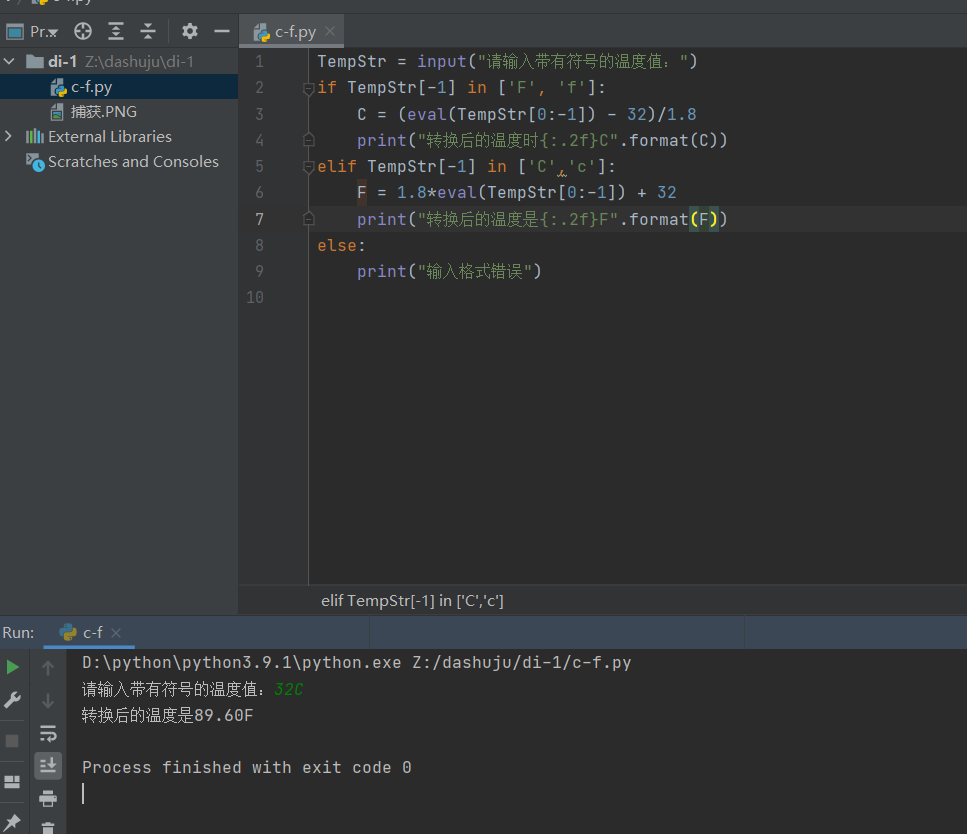 Pr...
c-f.py
di-1 Z:\dashuju\di-1
c-f.py
捕获.PNG
External Libraries
Scratches and Consoles
1 TempStr = input("请输入带有符号的温度值：")
2 if TempStr[-1] in ['F', 'f']:
3 C = (eval(TempStr[0:-1]) - 32)/1.8
4 print("转换后的温度时{:.2f}C".format(C))
5 elif TempStr[-1] in ['C','c']:
6 F = 1.8*eval(TempStr[0:-1]) + 32
7 print("转换后的温度是{:.2f}F".format(F))
8 else:
9 print("输入格式错误")
10
elif TempStr[-1] in ['C','c']
Run: c-f
D:\python\python3.9.1\python.exe Z:/dashuju/di-1/c-f.py
请输入带有符号的温度值：32C
转换后的温度是89.60F
Process finished with exit code 0